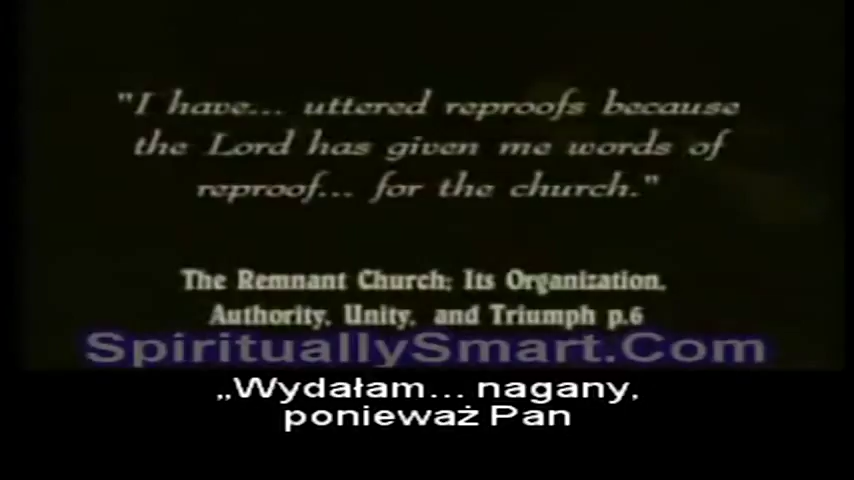 "I have... uttered reproofs because
the Lord has given me words of
reproof... for the church."
The Remnant Church; Its Organization,
Authority, Unity, and Triumph p.6
SpirituallySmart.Com
„Wydałam... nagany,
ponieważ Pan